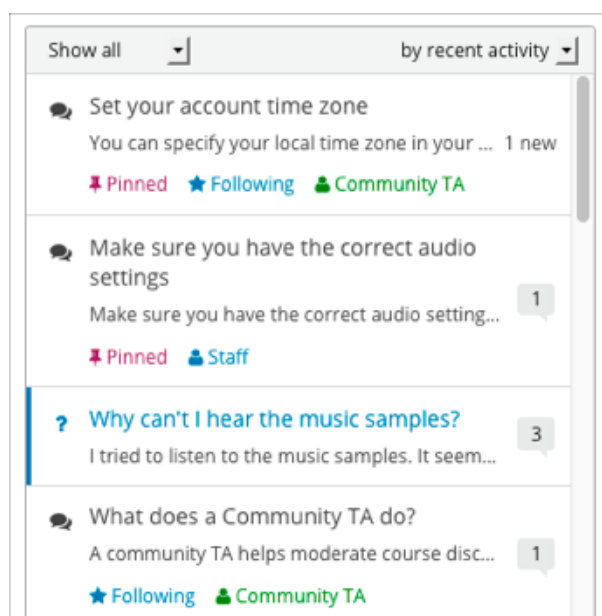 Show all by recent activity
Set your account time zone
You can specify your local time zone in your ... 1 new
Pinned Following Community TA
Make sure you have the correct audio
settings
Make sure you have the correct audio setting...
1
Pinned Staff
? Why can't I hear the music samples?
3
I tried to listen to the music samples. It seem...
What does a Community TA do?
A community TA helps moderate course disc... 1
Following Community TA